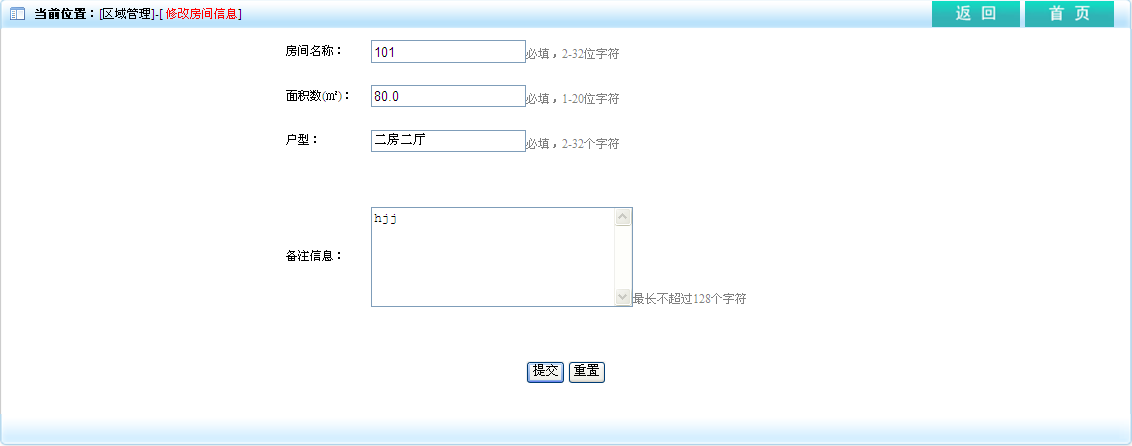 当前位置：[区域管理]-[ 修改房间信息]
返 回
首 页
房间名称： 101 必填，2-32位字符
面积数(㎡)： 80.0 必填，1-20位字符
户型： 二房二厅 必填，2-32个字符
hjj
备注信息：
最长不超过128个字符
提交 重置